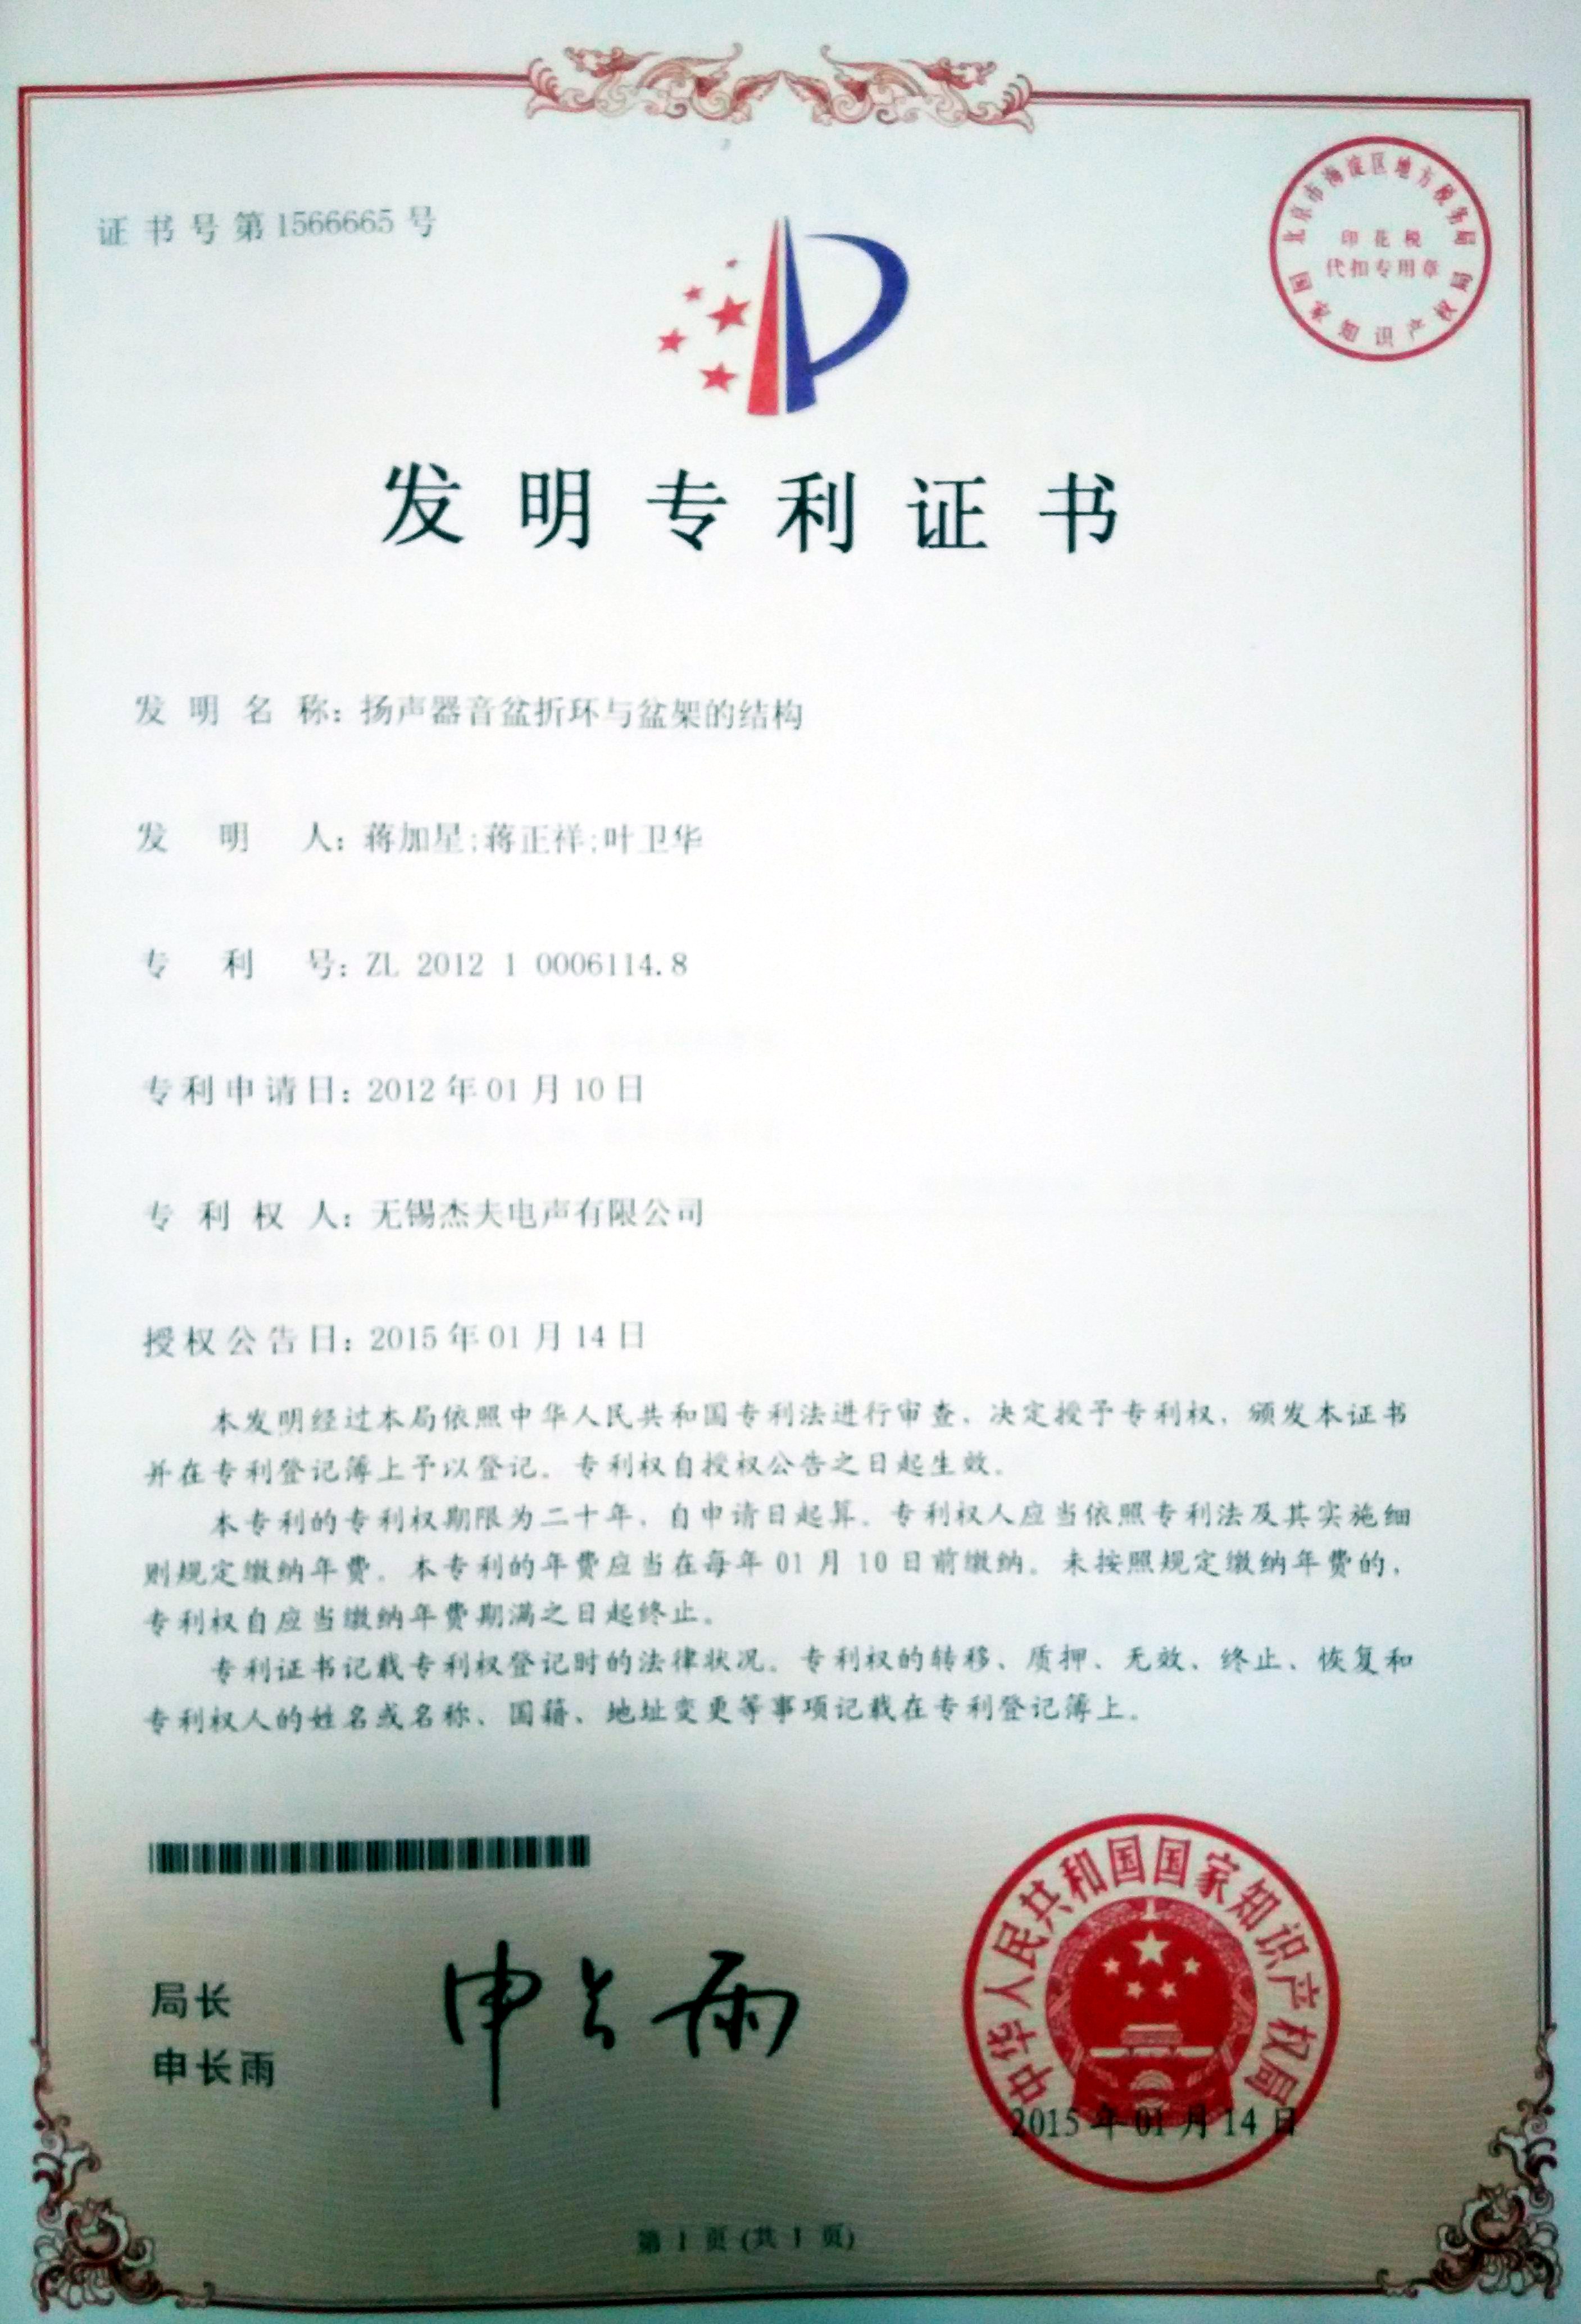 证书号第1566665号
北京市海淀区地方税务局
印花税
代扣专用章
国家知识产权局
发明专利证书
发明名称：扬声器音盆折环与盆架的结构
发明人：蒋加星;蒋正祥;叶卫华
专利号：ZL 2012 1 0006114.8
专利申请日：2012年01月10日
专利权人：无锡杰夫电声有限公司
授权公告日：2015年01月14日
本发明经过本局依照中华人民共和国专利法进行审查，决定授予专利权，颁发本证书
并在专利登记簿上予以登记。专利权自授权公告之日起生效。
本专利的专利权期限为二十年，自申请日起算。专利权人应当依照专利法及其实施细
则规定缴纳年费。本专利的年费应当在每年01月10日前缴纳。未按照规定缴纳年费的，
专利权自应当缴纳年费期满之日起终止。
专利证书记载专利权登记时的法律状况。专利权的转移、质押、无效、终止、恢复和
专利权人的姓名或名称、国籍、地址变更等事项记载在专利登记簿上。
局长
申长雨
申长雨
中华人民共和国国家知识产权局
2015年01月14日
第1页(共1页)